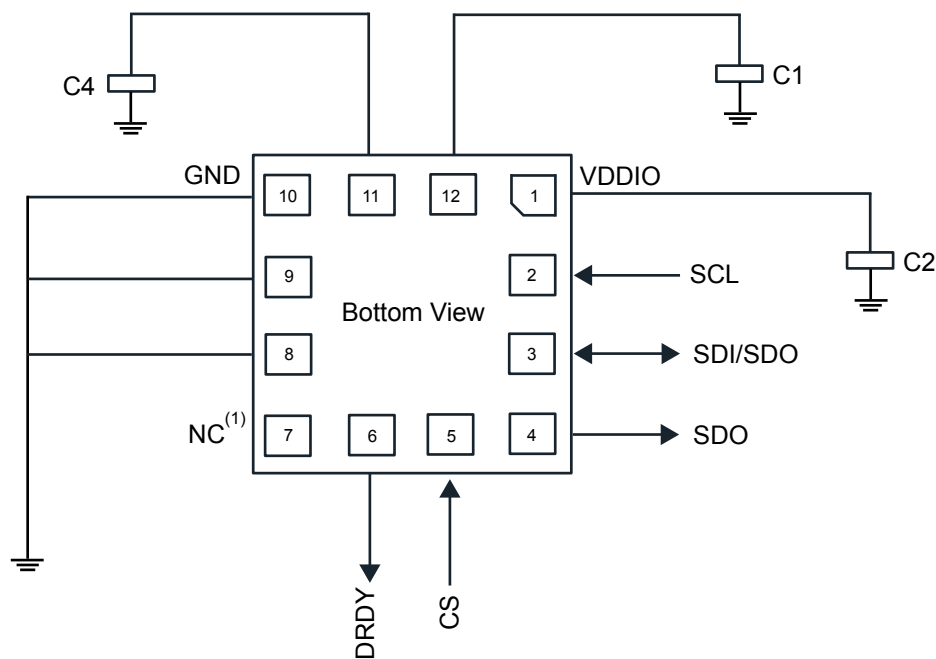 C4
C1
GND
VDDIO
10
11
12
1
C2
9
2
SCL
Bottom View
8
3
SDI/SDO
NC(1)
7
6
5
4
SDO
DRDY
CS